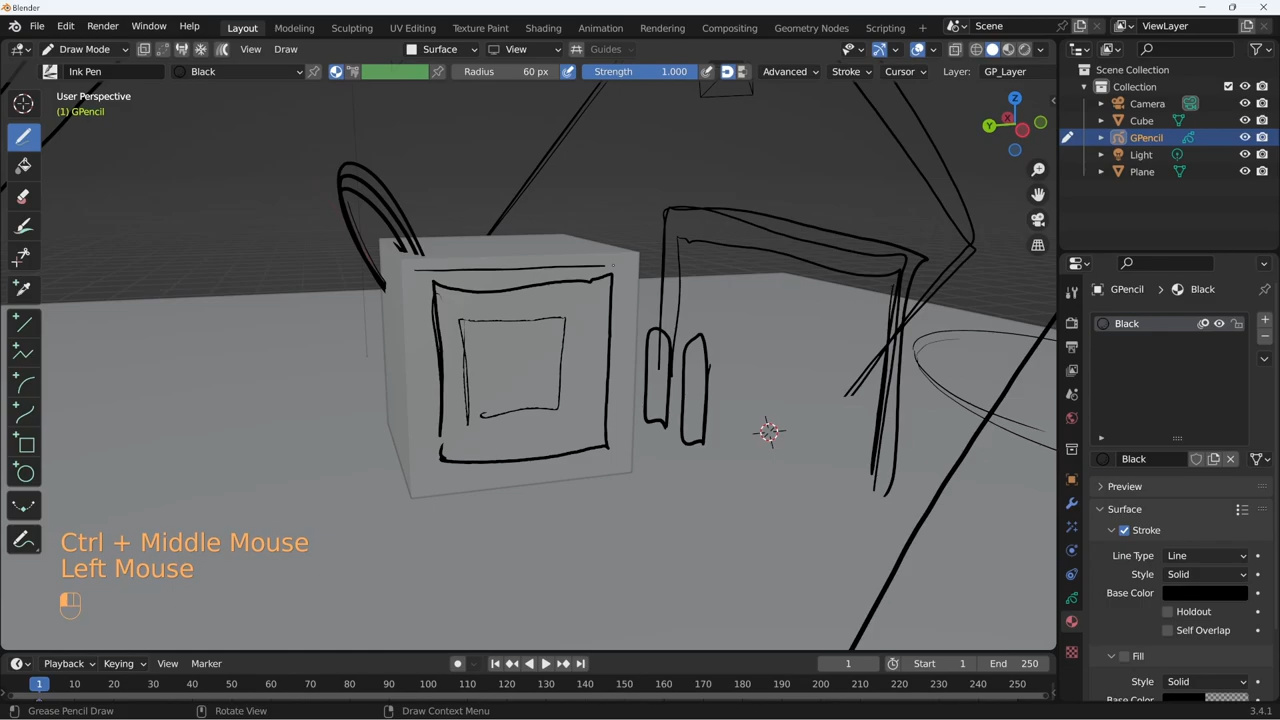 Blender
File Edit Render Window Help Layout Modeling Sculpting UV Editing Texture Paint Shading Animation Rendering Compositing Geometry Nodes Scripting Scene ViewLayer
Draw Mode View Draw Surface View Guides
Ink Pen Black Radius 60 px Strength 1.000 Advanced Stroke Cursor Layer: GP_Layer
User Perspective
(1) GPencil
Z
Y
X
Scene Collection
Collection
Camera
Cube
GPencil
Light
Plane
GPencil > Black
Black
Black
Preview
Surface
Stroke
Line Type Line
Style Solid
Base Color
Holdout
Self Overlap
Fill
Style Solid
Base Color
Ctrl + Middle Mouse
Left Mouse
Playback Keying View Marker 1 Start 1 End 250
1 10 20 30 40 50 60 70 80 90 100 110 120 130 140 150 160 170 180 190 200 210 220 230 240 250
Grease Pencil Draw Rotate View Draw Context Menu 3.4.1